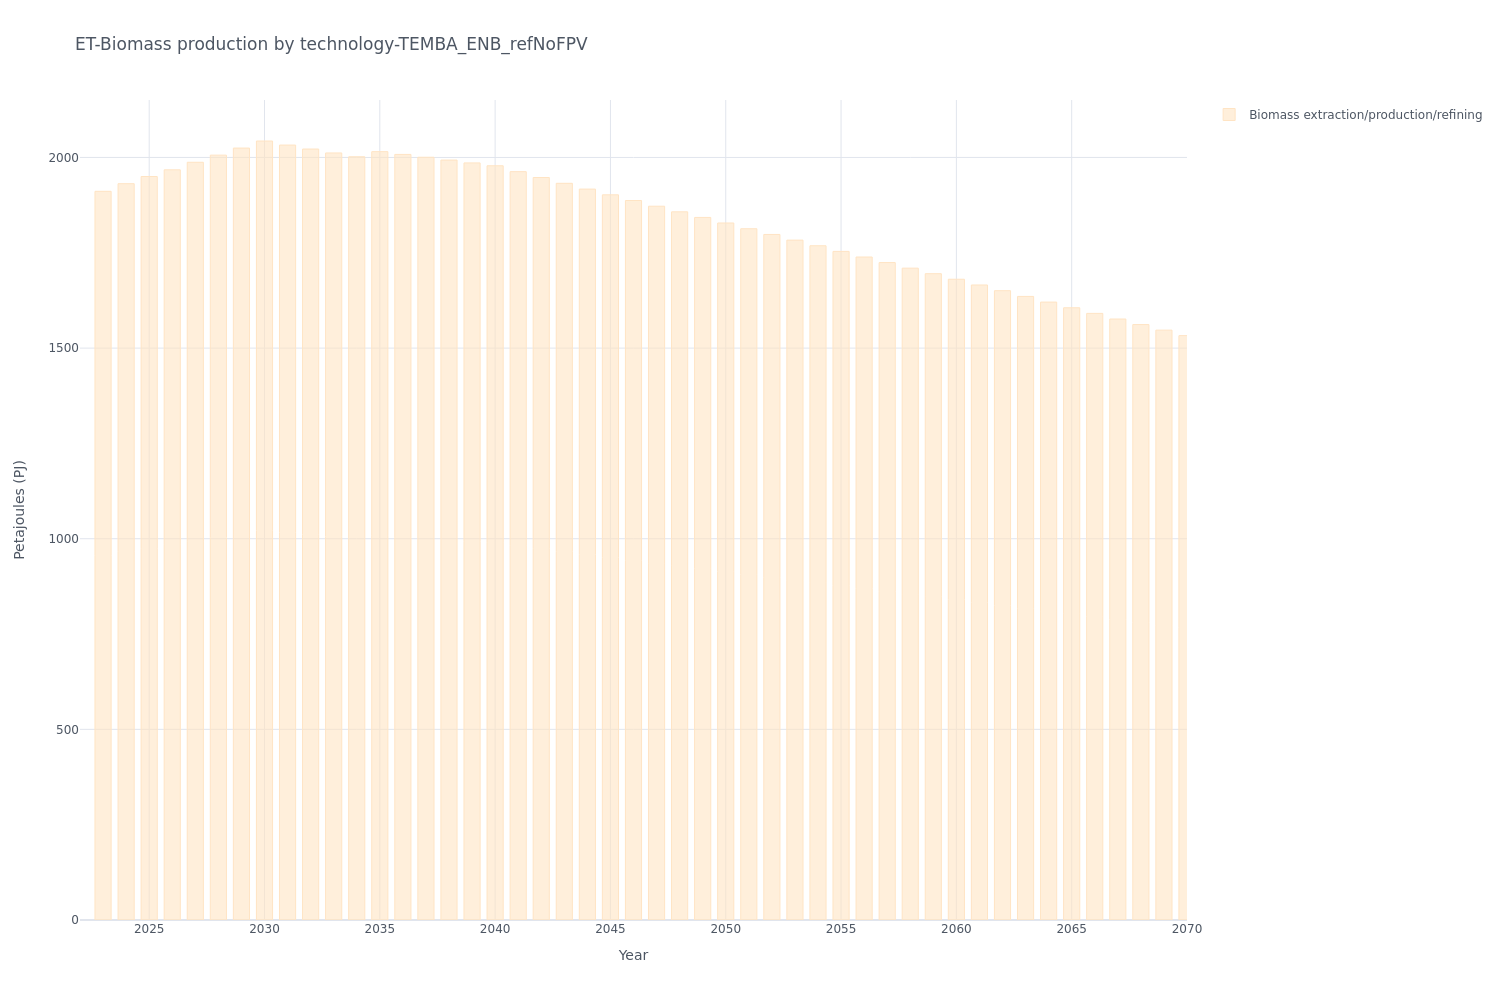 ET-Biomass production by technology-TEMBA_ENB_refNoFPV
Biomass extraction/production/refining
2000
1500
1000
500
0
Petajoules (PJ)
2025 2030 2035 2040 2045 2050 2055 2060 2065 2070
Year